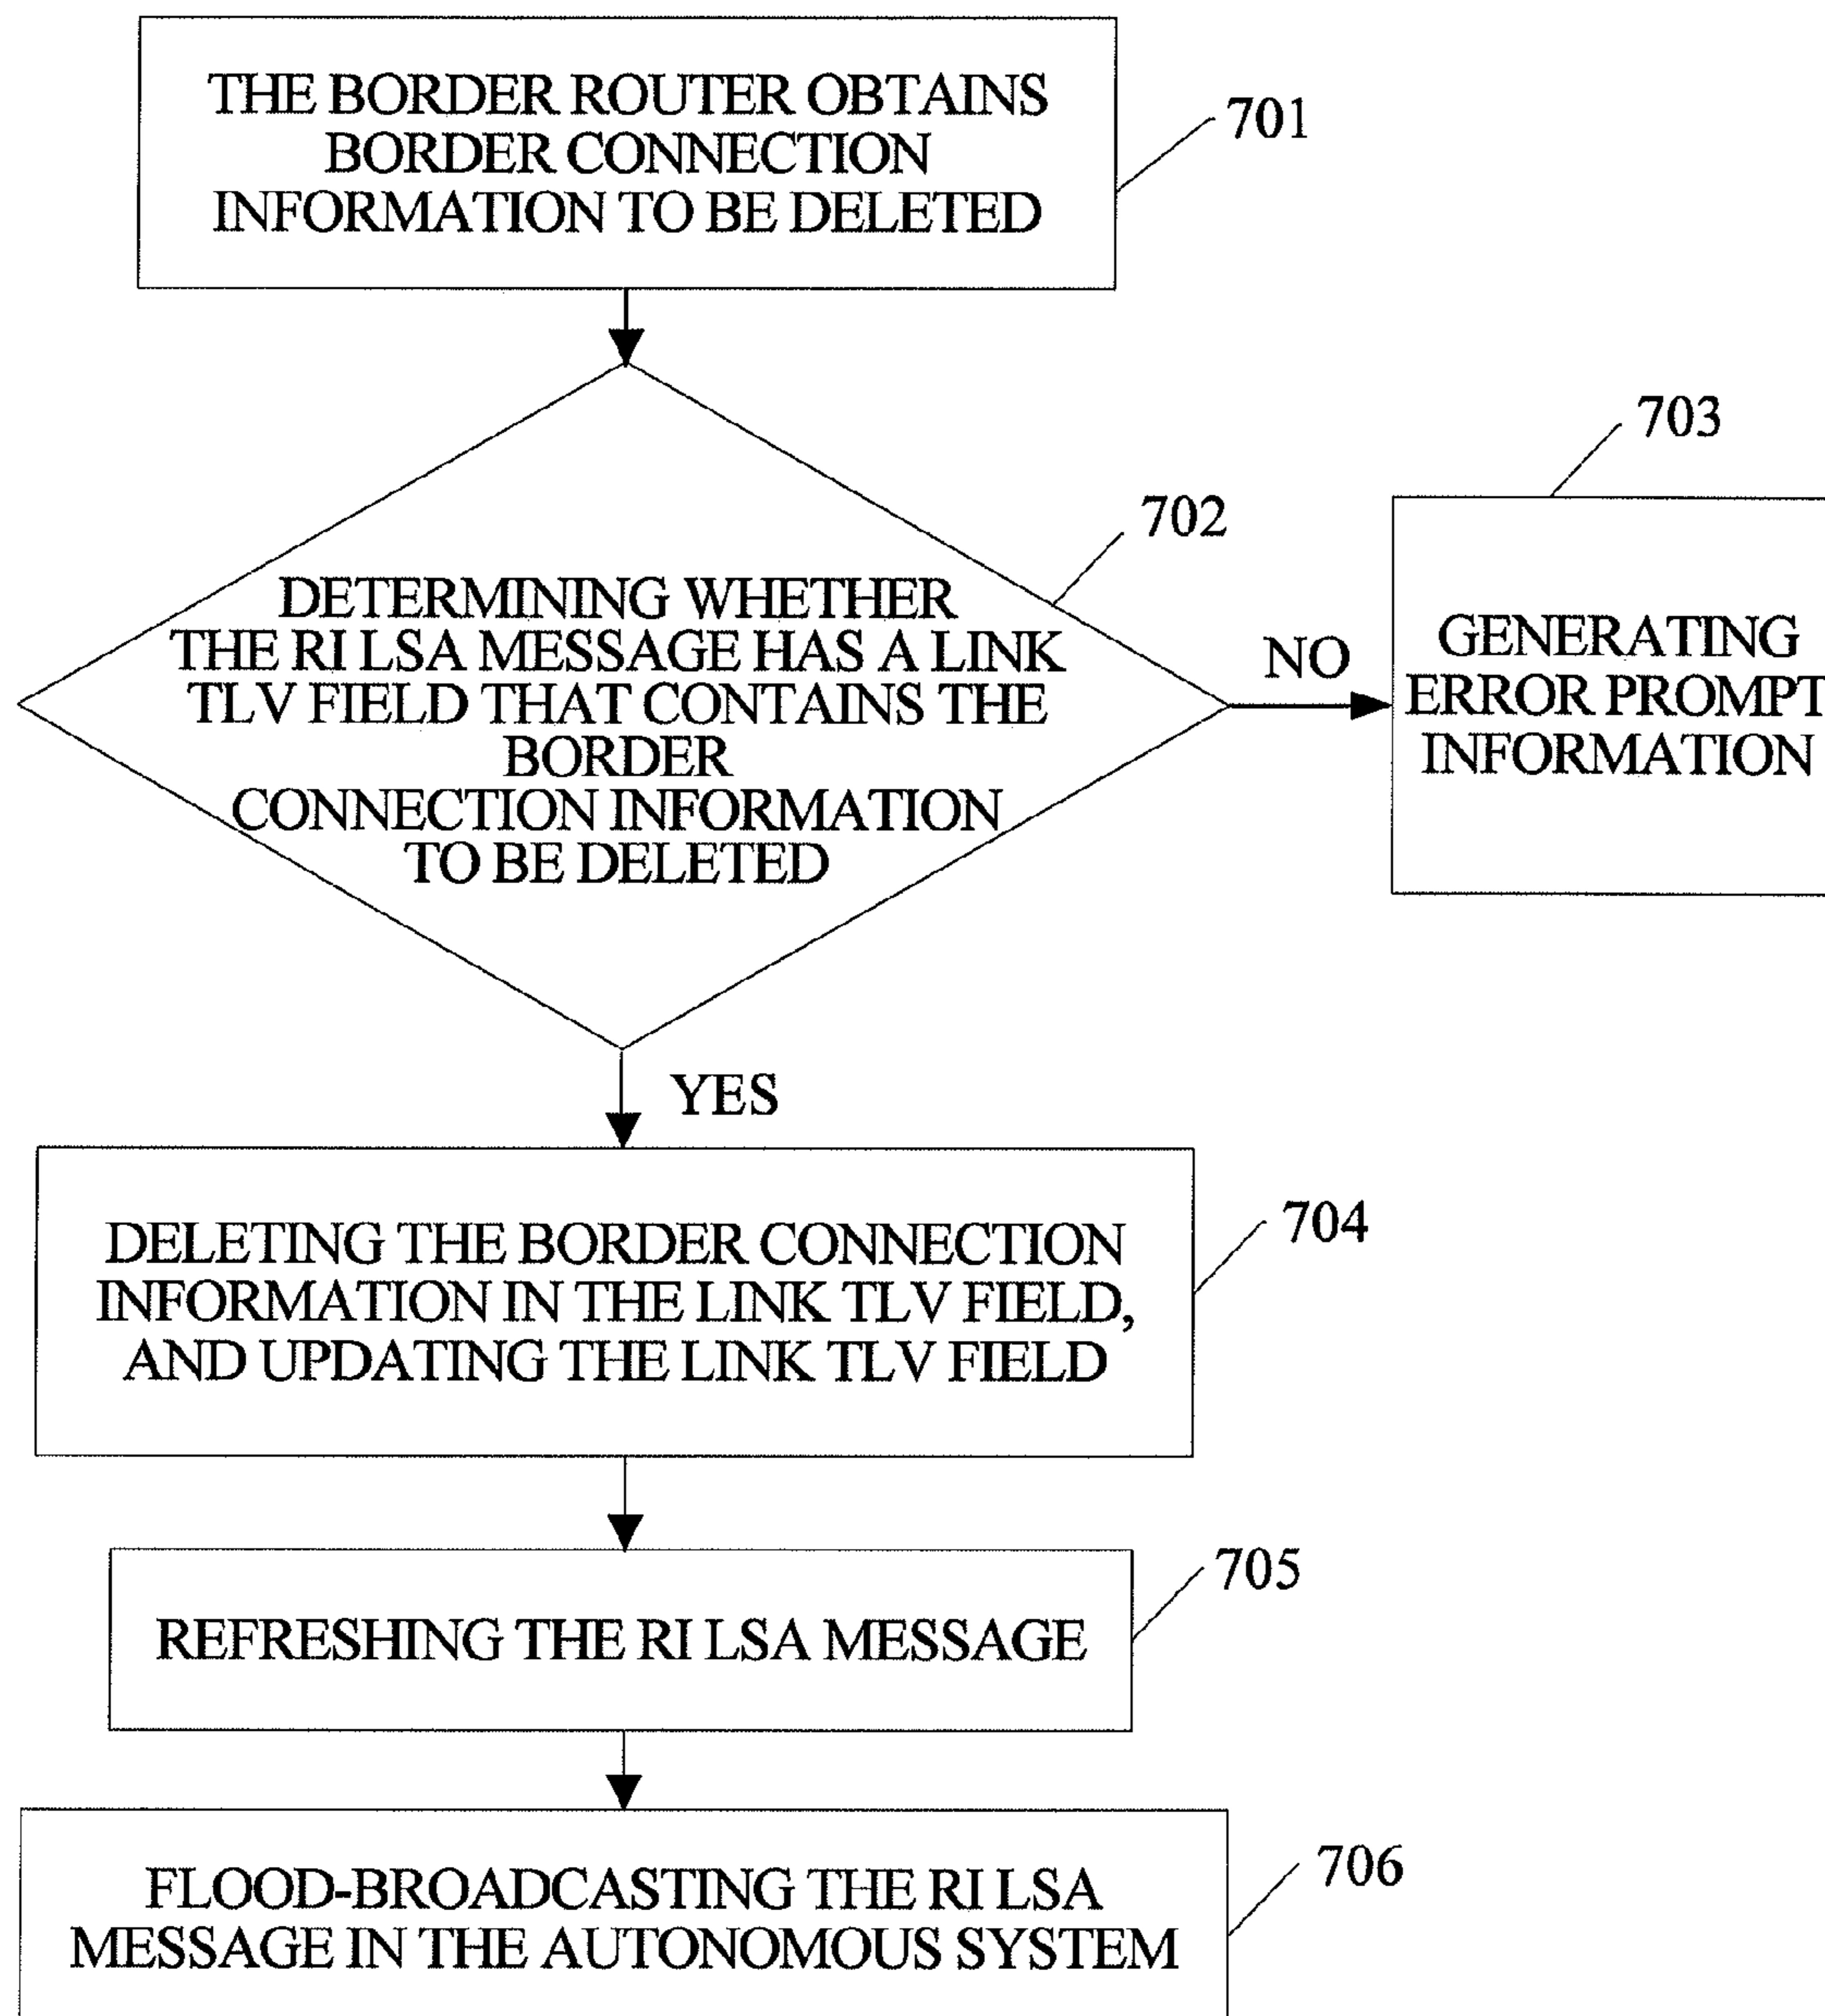 THE BORDER ROUTER OBTAINS
BORDER CONNECTION
INFORMATION TO BE DELETED
701
DETERMINING WHETHER
THE RI LSA MESSAGE HAS A LINK
TLV FIELD THAT CONTAINS THE
BORDER
CONNECTION INFORMATION
TO BE DELETED
702
NO
703
GENERATING
ERROR PROMPT
INFORMATION
YES
DELETING THE BORDER CONNECTION
INFORMATION IN THE LINK TLV FIELD,
AND UPDATING THE LINK TLV FIELD
704
REFRESHING THE RI LSA MESSAGE
705
FLOOD-BROADCASTING THE RI LSA
MESSAGE IN THE AUTONOMOUS SYSTEM
706